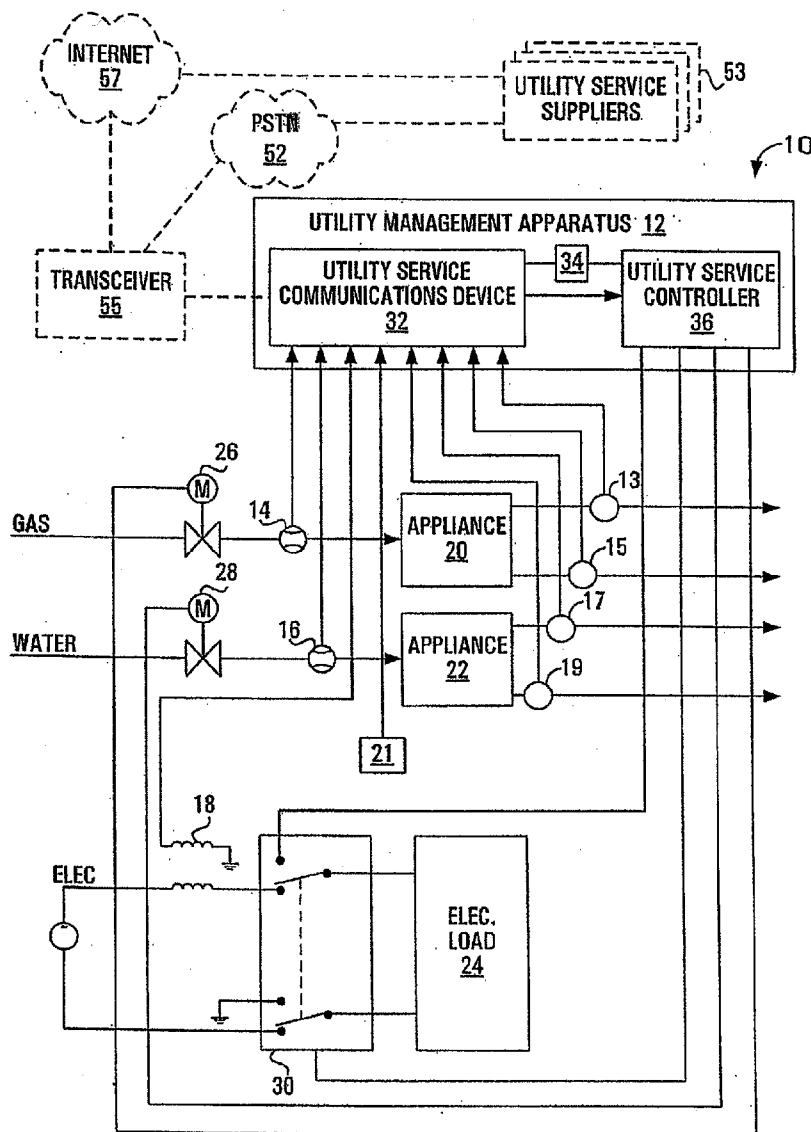 INTERNET
57
PSTN
52
UTILITY SERVICE
SUPPLIERS
53
10
UTILITY MANAGEMENT APPARATUS 12
TRANSCEIVER
55
UTILITY SERVICE
COMMUNICATIONS DEVICE
32
34
UTILITY SERVICE
CONTROLLER
36
26
M
GAS
14
APPLIANCE
20
13
15
28
M
WATER
16
APPLIANCE
22
17
19
21
18
ELEC
ELEC.
LOAD
24
30